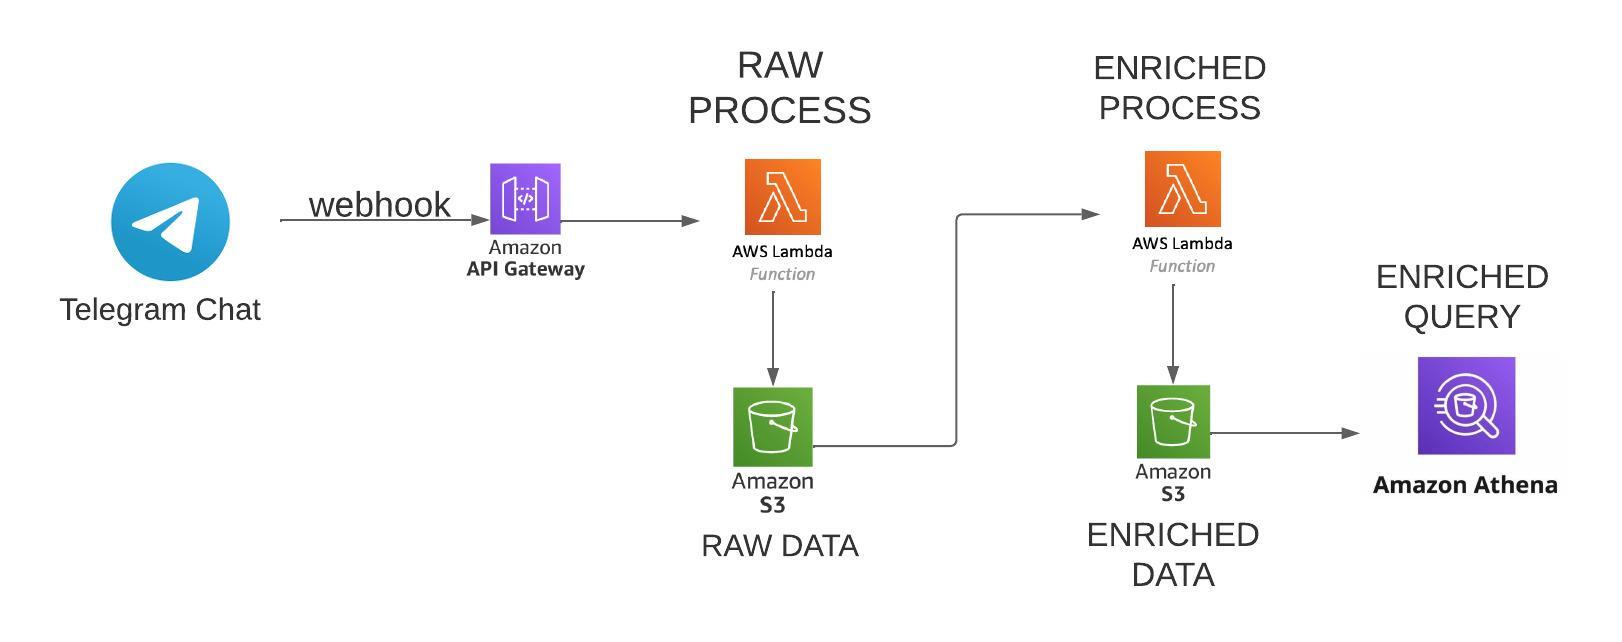 RAW
PROCESS
ENRICHED
PROCESS
webhook
Telegram Chat
Amazon
API Gateway
AWS Lambda
Function
AWS Lambda
Function
ENRICHED
QUERY
Amazon
S3
RAW DATA
Amazon
S3
ENRICHED
DATA
Amazon Athena